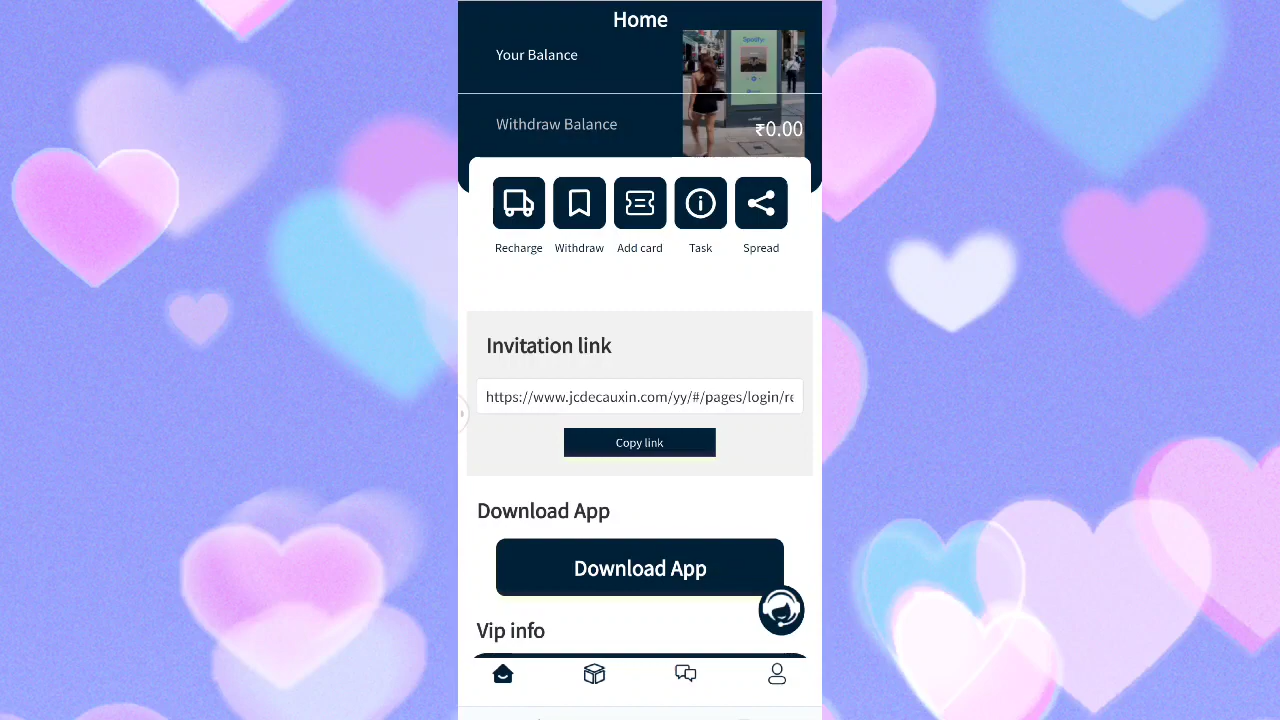 Home
Your Balance
Spotify
Withdraw Balance
₹0.00
Recharge Withdraw Add card Task Spread
Invitation link
https://www.jcdecauxin.com/yy/#/pages/login/re
Copy link
Download App
Download App
Vip info